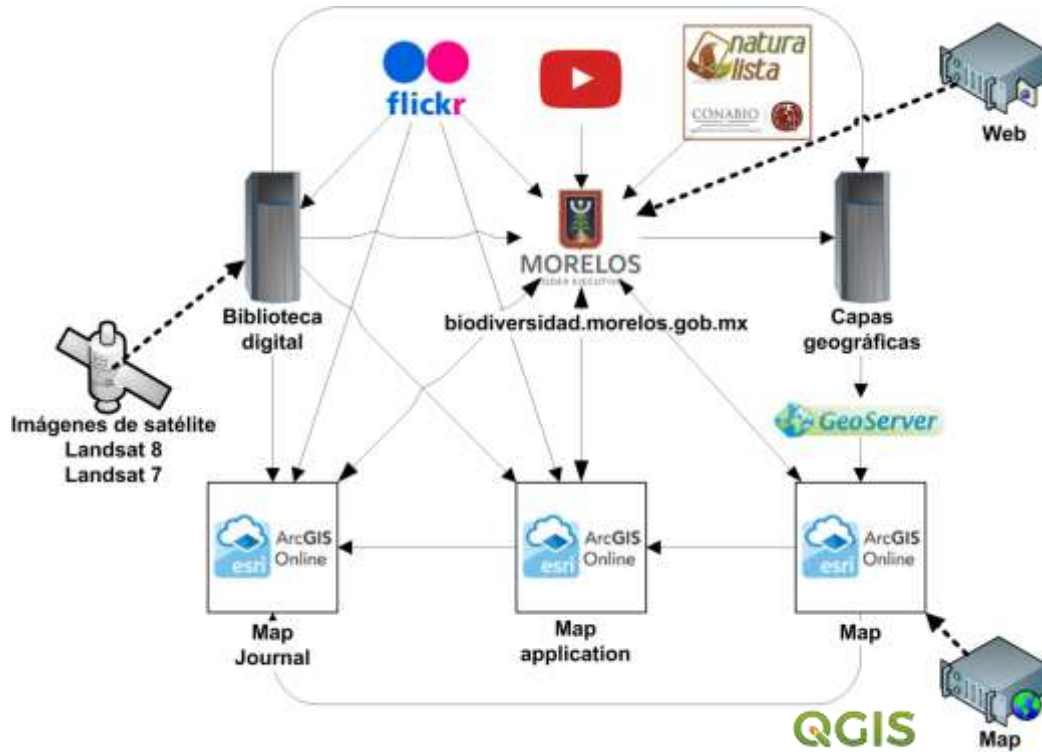 flickr
natura
lista
CONABIO
Web
MORELOS
PODER EJECUTIVO
Biblioteca
digital
biodiversidad.morelos.gob.mx
Capas
geográficas
Imágenes de satélite
Landsat 8
Landsat 7
GeoServer
ArcGIS
Online
esri
ArcGIS
Online
esri
ArcGIS
Online
esri
Map
Journal
Map
application
Map
QGIS
Map